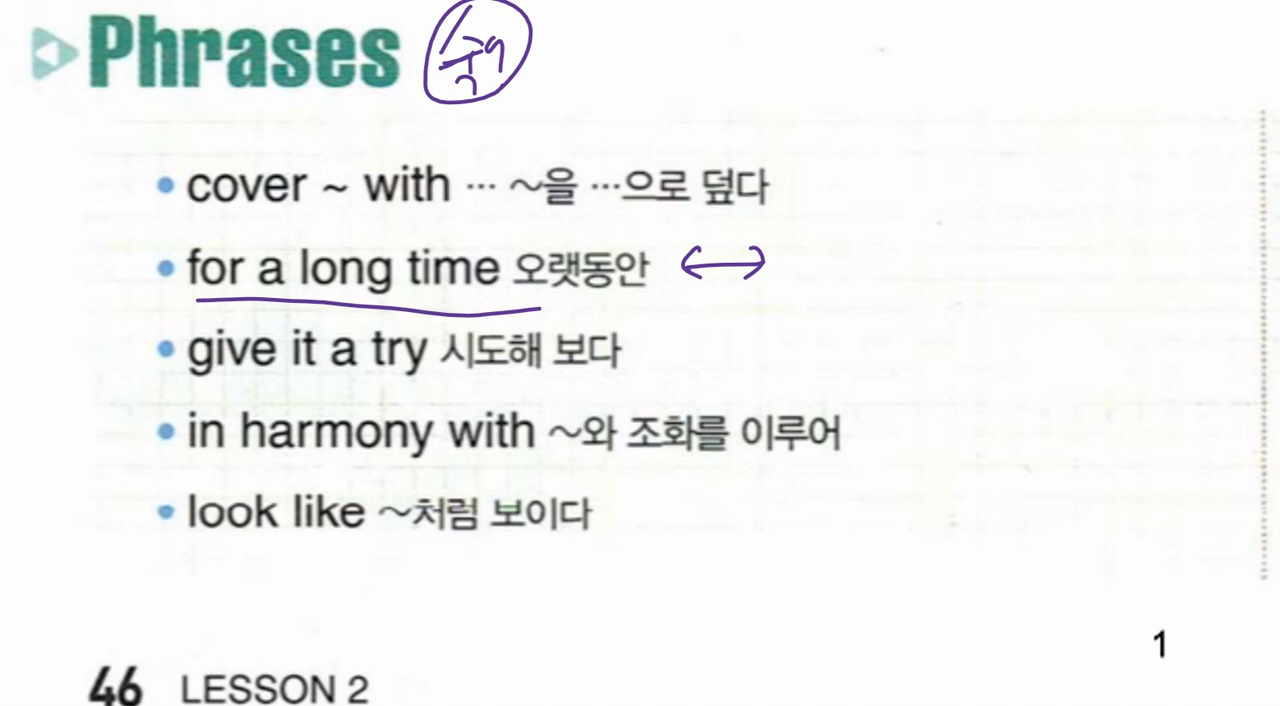 Phrases 숙어
cover ~ with … ~을 …으로 덮다
for a long time 오랫동안 ↔
give it a try 시도해 보다
in harmony with ~와 조화를 이루어
look like ~처럼 보이다
1
46 LESSON 2